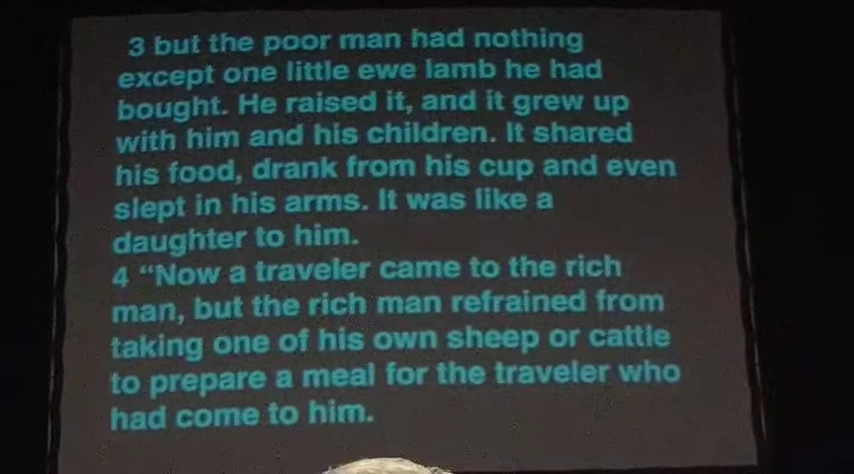 3 but the poor man had nothing
except one little ewe lamb he had
bought. He raised it, and it grew up
with him and his children. It shared
his food, drank from his cup and even
slept in his arms. It was like a
daughter to him.
4 “Now a traveler came to the rich
man, but the rich man refrained from
taking one of his own sheep or cattle
to prepare a meal for the traveler who
had come to him.